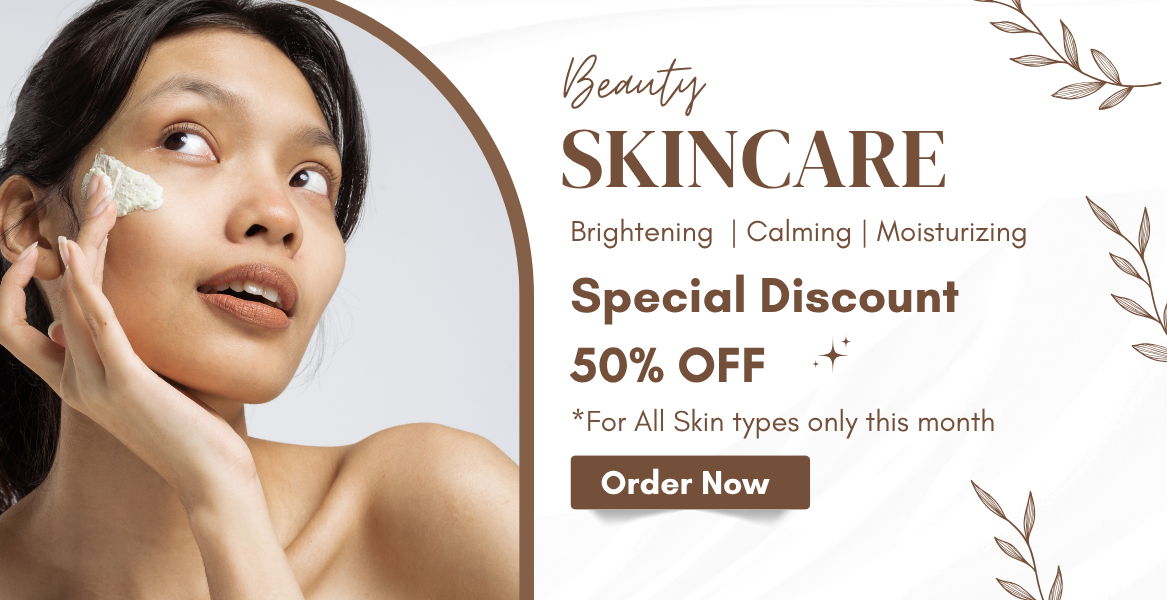 Beauty
SKINCARE
Brightening | Calming | Moisturizing
Special Discount
50% OFF
*For All Skin types only this month
Order Now